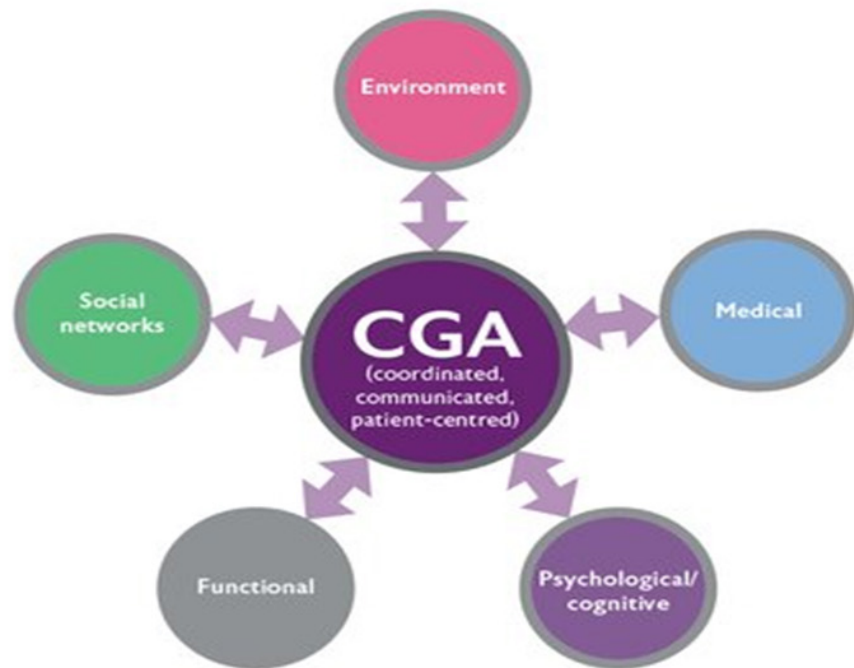 Environment
Social
networks
CGA
(coordinated,
communicated,
patient-centred)
Medical
Functional
Psychological/
cognitive